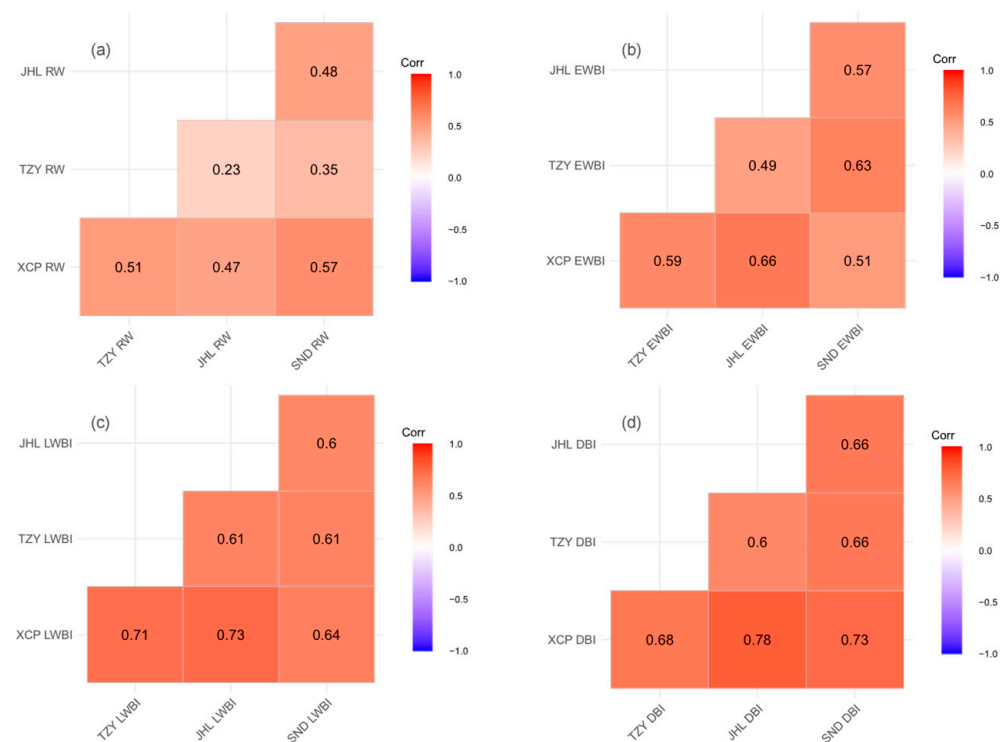 (a)
Corr
JHL RW
0.48
1.0
0.5
TZY RW
0.23
0.35
0.0
−0.5
XCP RW
0.51
0.47
0.57
−1.0
TZY RW
JHL RW
SND RW
(b)
Corr
JHL EWBI
0.57
1.0
0.5
TZY EWBI
0.49
0.63
0.0
−0.5
XCP EWBI
0.59
0.66
0.51
−1.0
TZY EWBI
JHL EWBI
SND EWBI
(c)
Corr
JHL LWBI
0.6
1.0
0.5
TZY LWBI
0.61
0.61
0.0
−0.5
XCP LWBI
0.71
0.73
0.64
−1.0
TZY LWBI
JHL LWBI
SND LWBI
(d)
Corr
JHL DBI
0.66
1.0
0.5
TZY DBI
0.6
0.66
0.0
−0.5
XCP DBI
0.68
0.78
0.73
−1.0
TZY DBI
JHL DBI
SND DBI